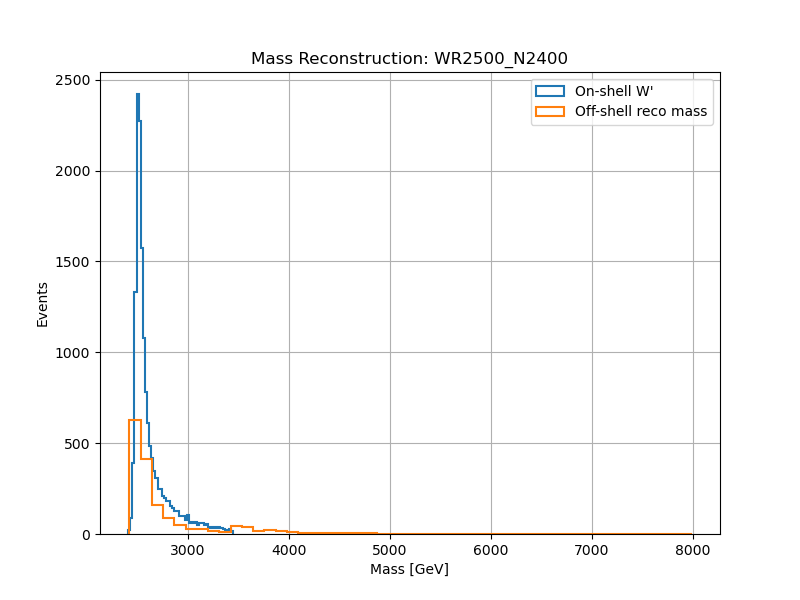 Mass Reconstruction: WR2500_N2400
On-shell W'
Off-shell reco mass
2500
2000
1500
1000
500
0
Events
3000 4000 5000 6000 7000 8000
Mass [GeV]